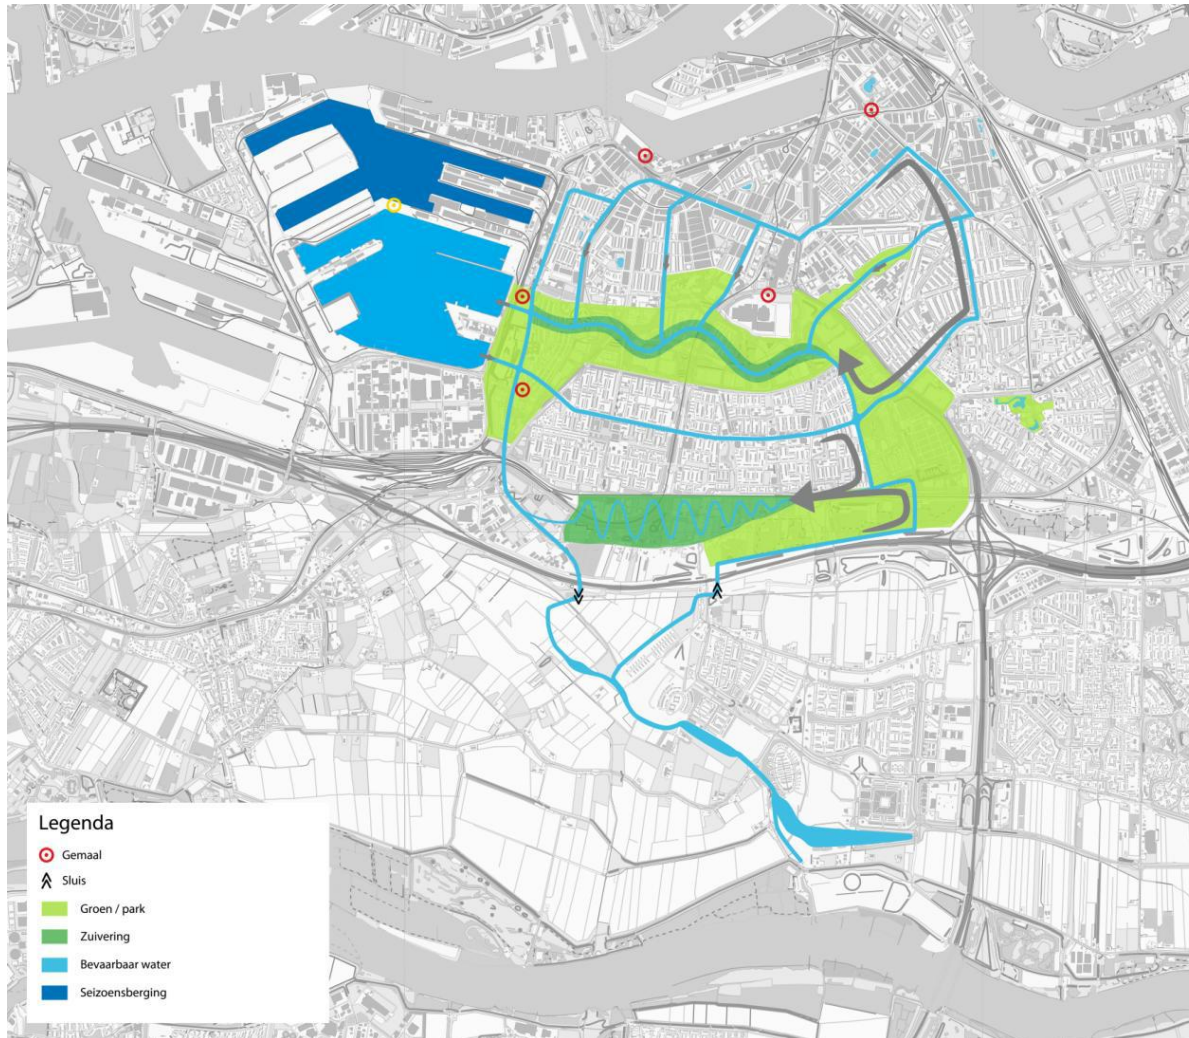 Legenda
Gemaal
Sluis
Groen / park
Zuivering
Bevaarbaar water
Seizoensberging